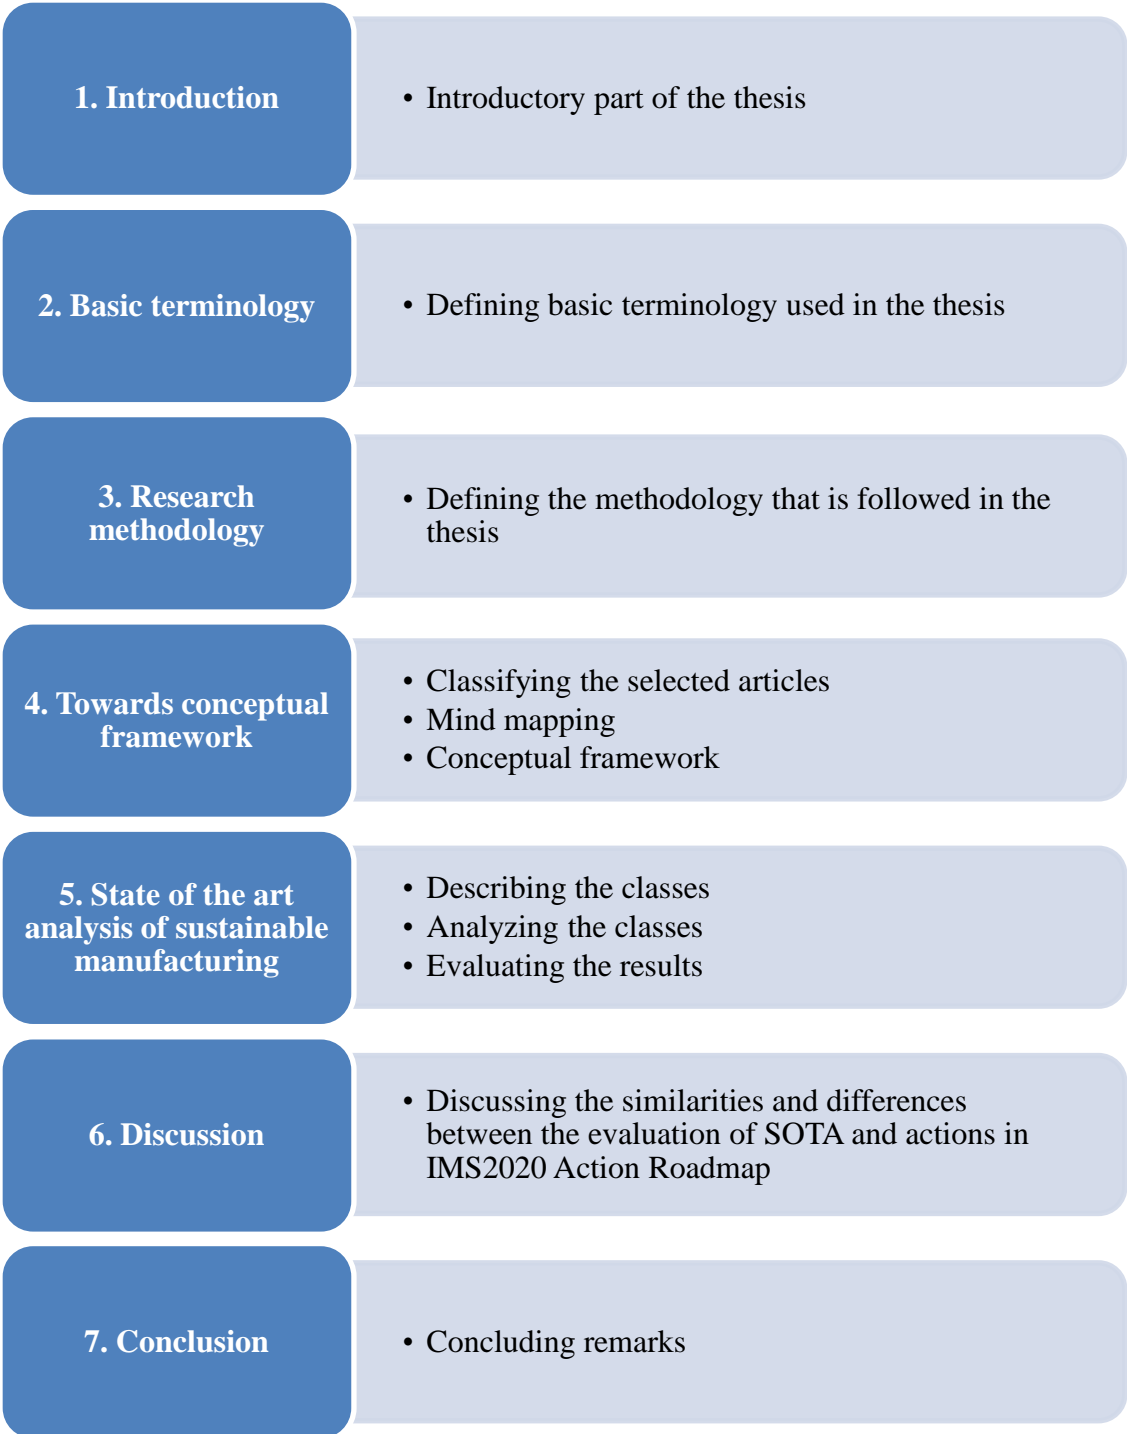 1. Introduction
• Introductory part of the thesis
2. Basic terminology
• Defining basic terminology used in the thesis
3. Research
methodology
• Defining the methodology that is followed in the
thesis
4. Towards conceptual
framework
• Classifying the selected articles
• Mind mapping
• Conceptual framework
5. State of the art
analysis of sustainable
manufacturing
• Describing the classes
• Analyzing the classes
• Evaluating the results
6. Discussion
• Discussing the similarities and differences
between the evaluation of SOTA and actions in
IMS2020 Action Roadmap
7. Conclusion
• Concluding remarks